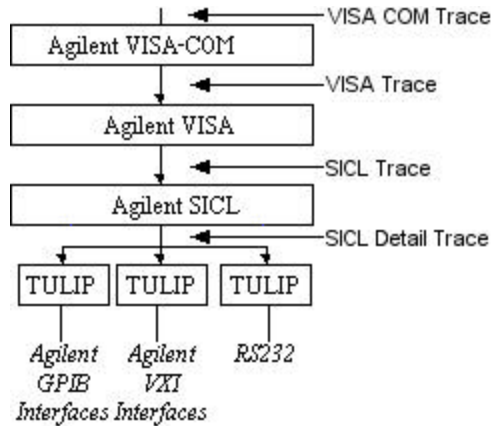 VISA COM Trace
Agilent VISA-COM
VISA Trace
Agilent VISA
SICL Trace
Agilent SICL
SICL Detail Trace
TULIP TULIP TULIP
Agilent Agilent RS232
GPIB VXI
Interfaces Interfaces